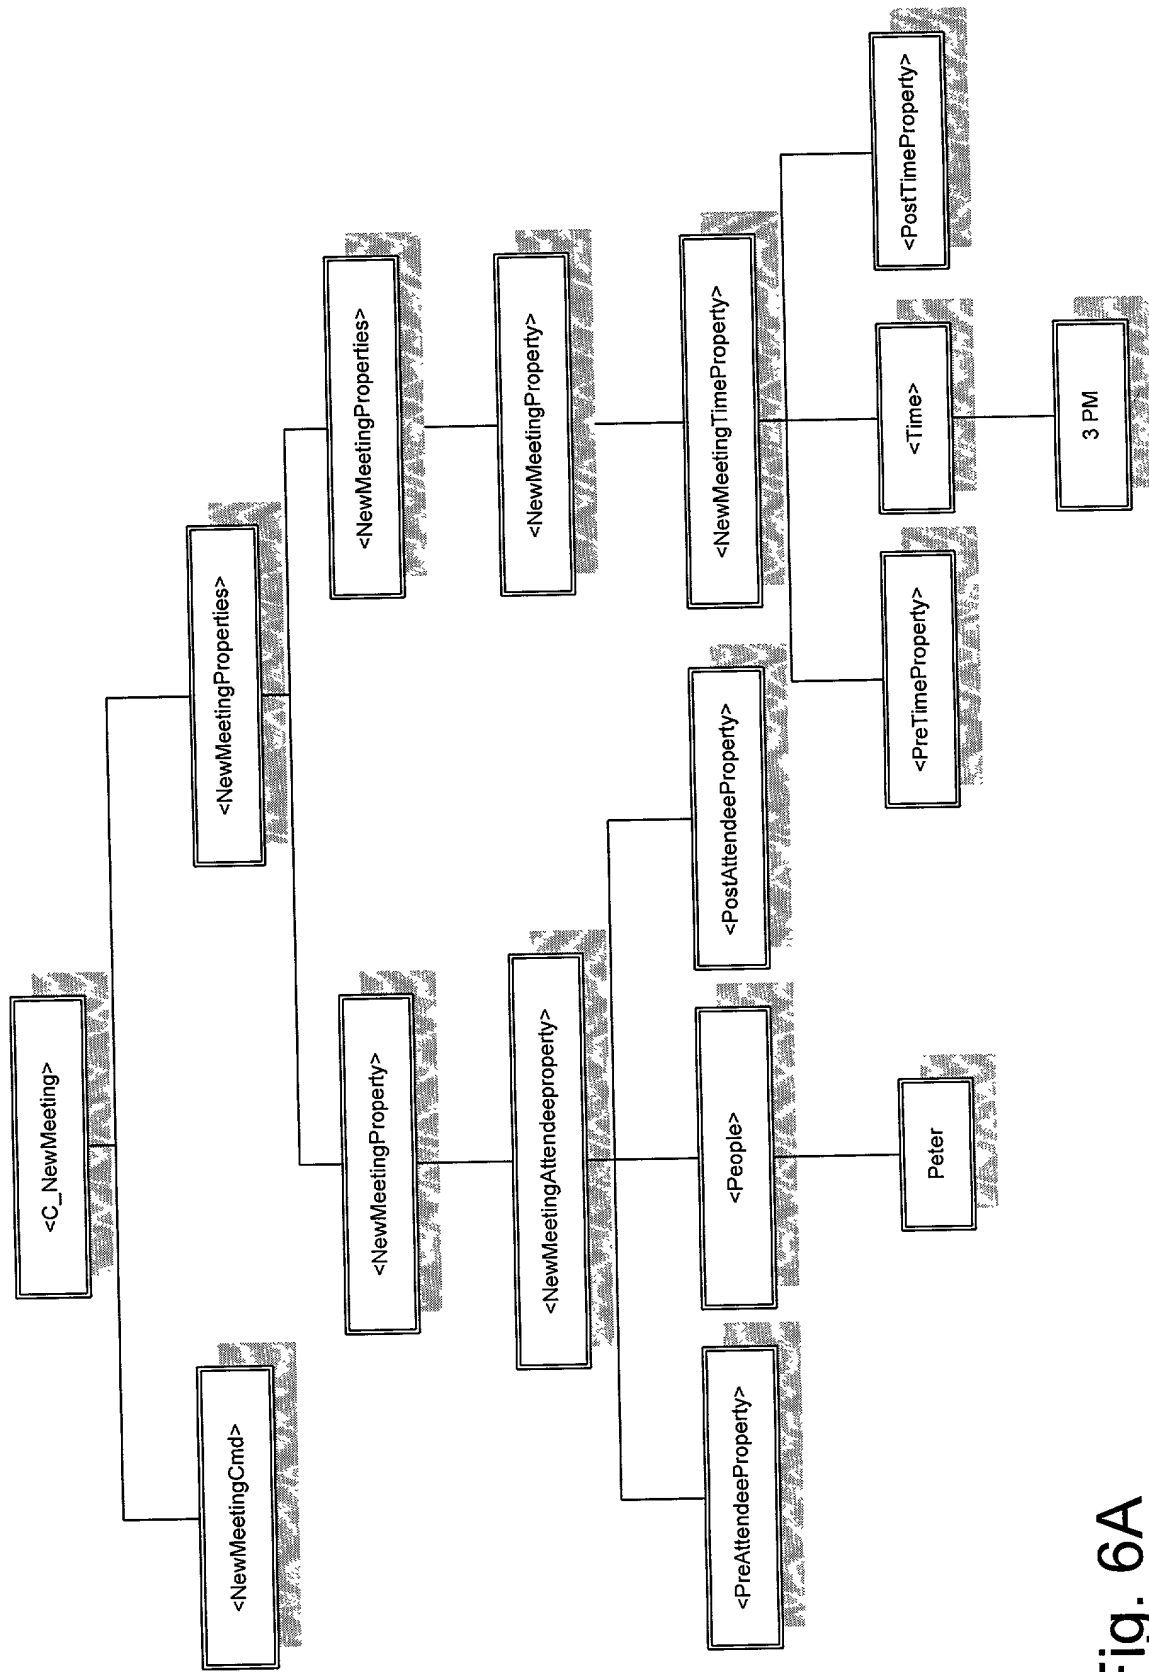 <C_NewMeeting>
<NewMeetingCmd>
<NewMeetingProperties>
<NewMeetingProperty>
<NewMeetingProperties>
<NewMeetingAttendeeproperty>
<NewMeetingProperty>
<PreAttendeeProperty>
<People>
<PostAttendeeProperty>
<NewMeetingTimeProperty>
Peter
<PreTimeProperty>
<Time>
<PostTimeProperty>
3 PM
Fig. 6A